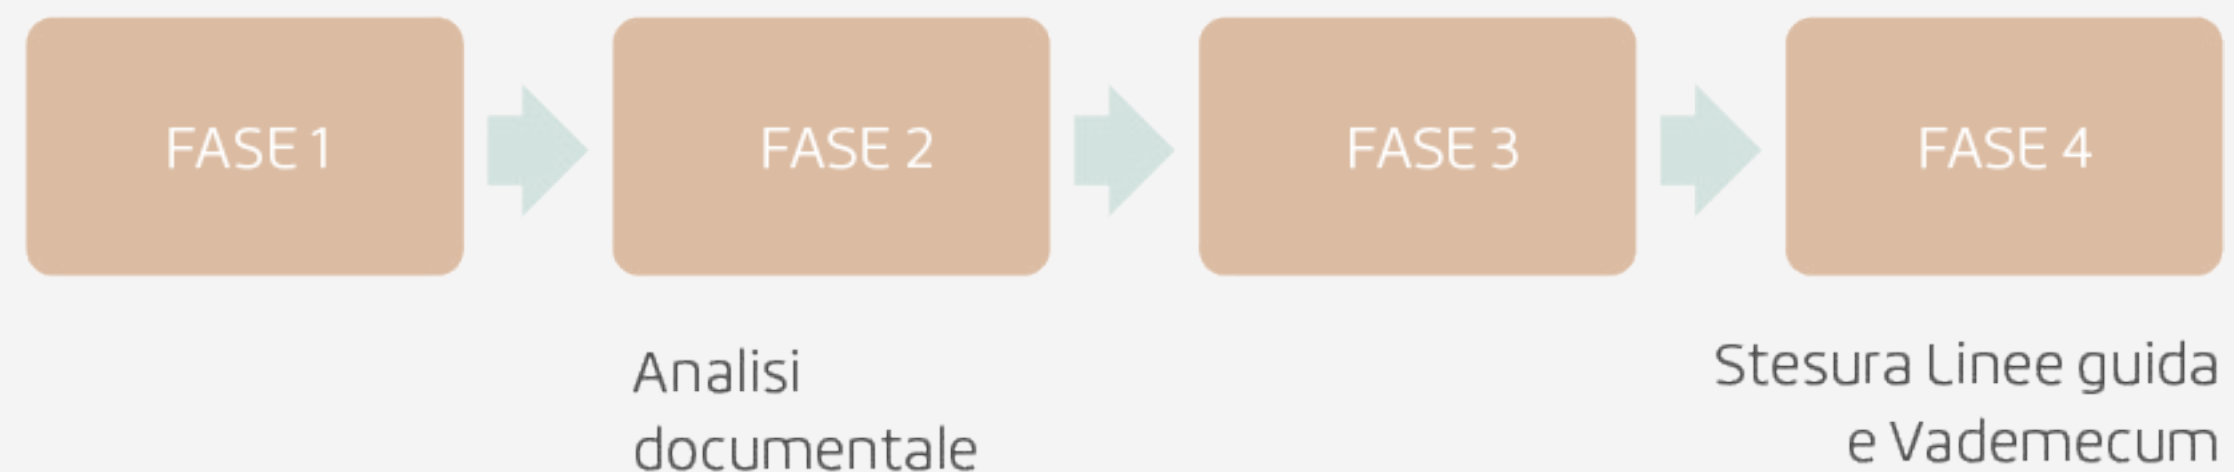 FASE 1
FASE 2
FASE 3
FASE 4
Analisi
documentale
Stesura Linee guida
e Vademecum